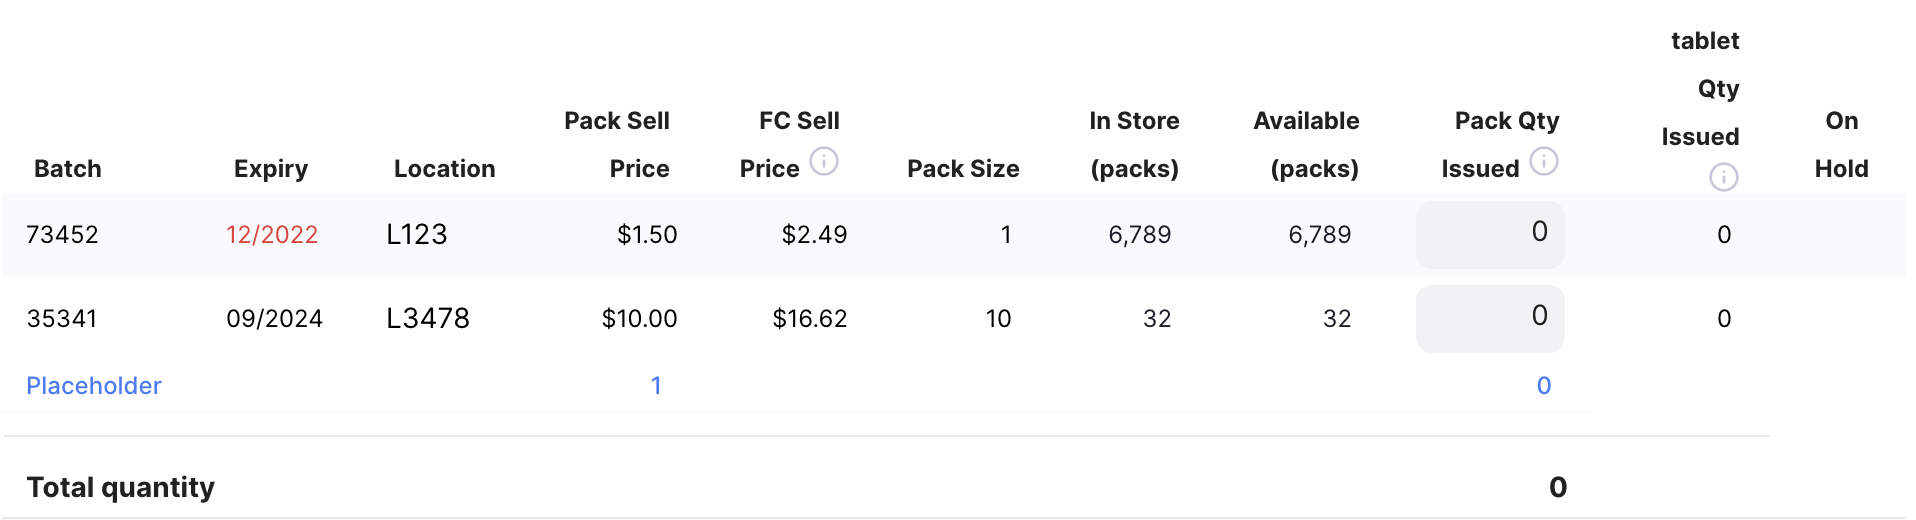 Batch Expiry Location Pack Sell Price FC Sell Price Pack Size In Store (packs) Available (packs) Pack Qty Issued tablet Qty Issued On Hold
73452 12/2022 L123 $1.50 $2.49 1 6,789 6,789 0 0
35341 09/2024 L3478 $10.00 $16.62 10 32 32 0 0
Placeholder 1 0
Total quantity 0